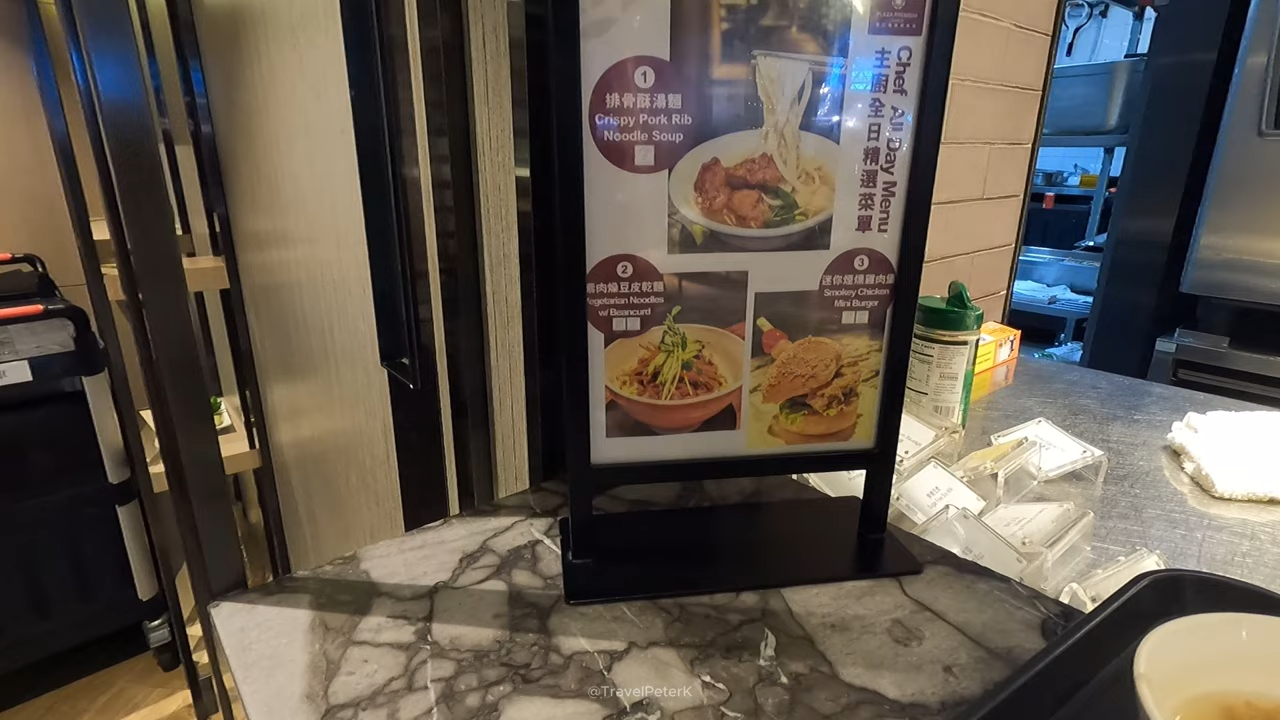 PLAZA PREMIUM
Chef All Day Menu
主廚全日精選菜單
1
排骨酥湯麵
Crispy Pork Rib
Noodle Soup
2
肉燥豆皮乾麵
Vegetarian Noodles
w/ Beancurd
3
迷你煙燻雞肉堡
Smokey Chicken
Mini Burger
@TravelPeterK